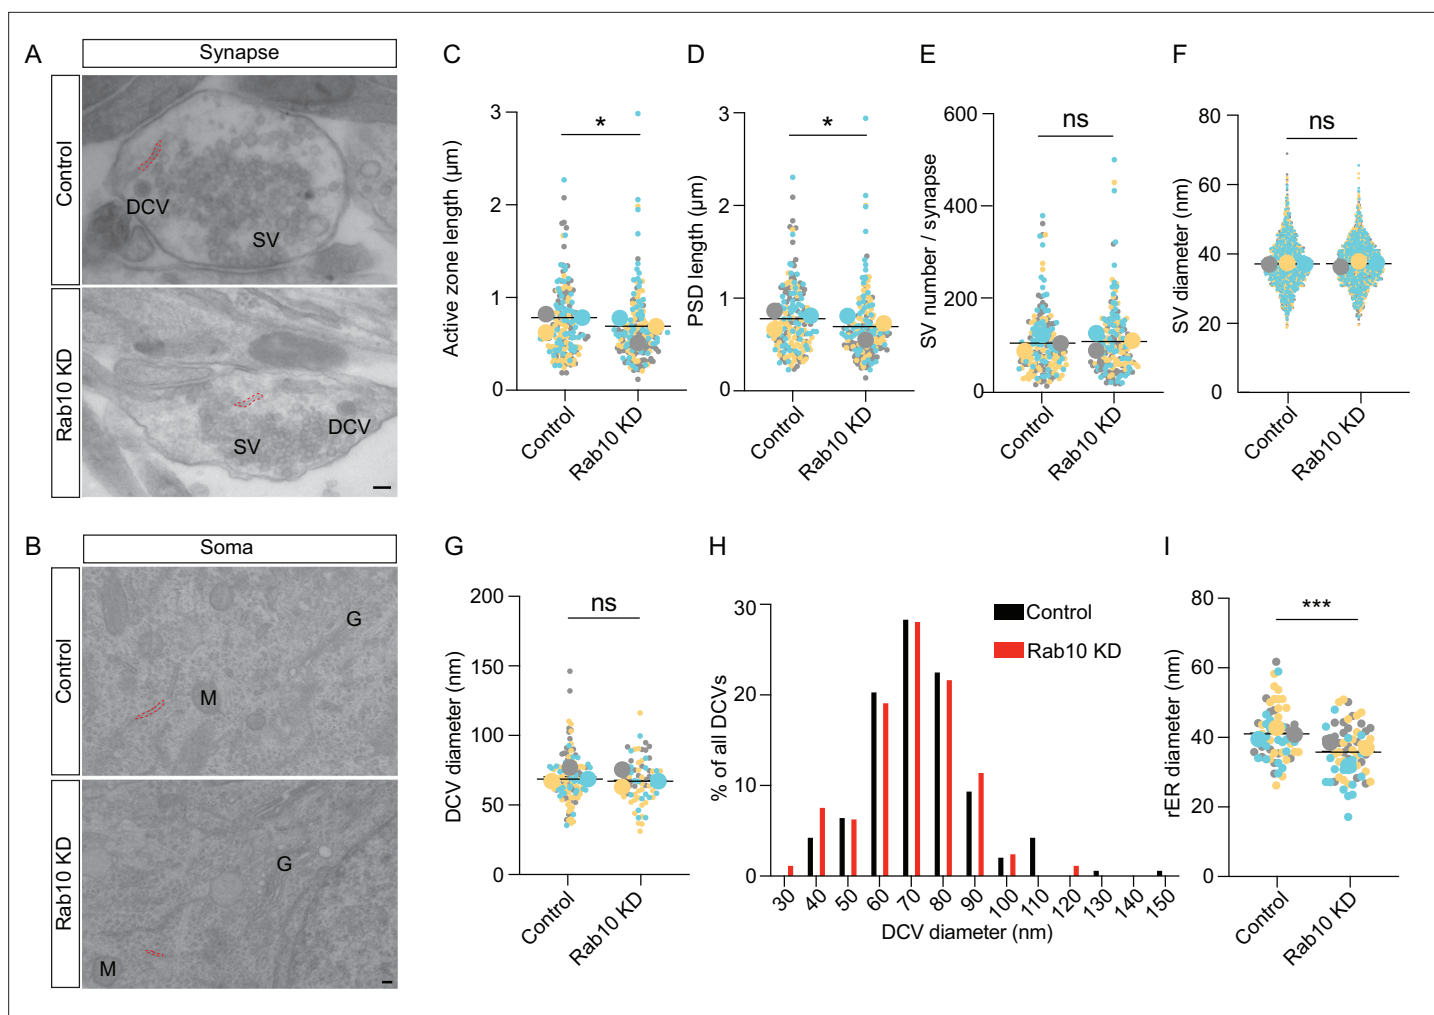 A
Synapse
Control
DCV
SV
Rab10 KD
SV
DCV
B
Soma
Control
G
M
Rab10 KD
G
M
C
Active zone length (μm)
3
2
1
0
*
Control
Rab10 KD
D
PSD length (μm)
3
2
1
0
*
Control
Rab10 KD
E
SV number / synapse
600
400
200
0
ns
Control
Rab10 KD
F
SV diameter (nm)
80
60
40
20
0
ns
Control
Rab10 KD
G
DCV diameter (nm)
200
150
100
50
0
ns
Control
Rab10 KD
H
% of all DCVs
30
20
10
0
Control
Rab10 KD
30 40 50 60 70 80 90 100 110 120 130 140 150
DCV diameter (nm)
I
rER diameter (nm)
80
60
40
20
0
***
Control
Rab10 KD